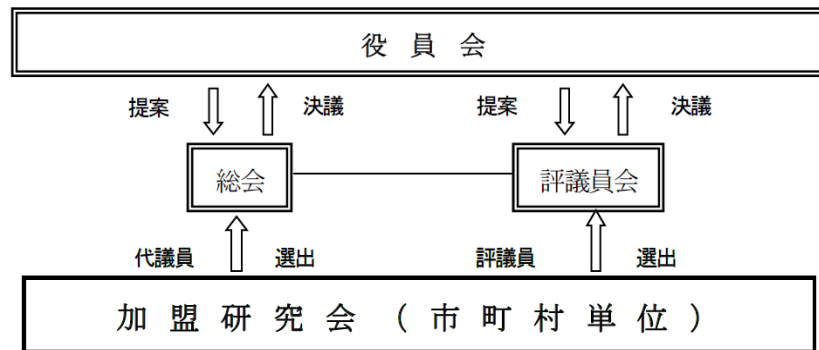 役員会
提案 決議 提案 決議
総会 評議員会
代議員 選出 評議員 選出
加盟研究会（市町村単位）